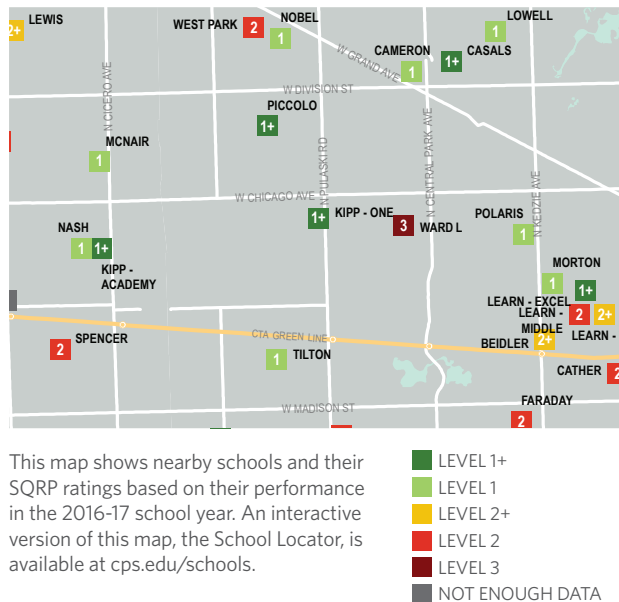 LEWIS
2+
WEST PARK
2
NOBEL
1
LOWELL
1
W GRAND AVE
CAMERON
1
1+
CASALS
W DIVISION ST
N CICERO AVE
PICCOLO
1+
N PULASKI RD
N CENTRAL PARK AVE
MCNAIR
1
W CHICAGO AVE
N KEDZIE AVE
1+
KIPP - ONE
3
WARD L
POLARIS
1
NASH
1
1+
KIPP -
ACADEMY
MORTON
1
1+
LEARN - EXCEL
LEARN -
MIDDLE
2
2+
LEARN -
CTA GREEN LINE
SPENCER
2
1
TILTON
BEIDLER
2+
CATHER
2
W MADISON ST
FARADAY
2
This map shows nearby schools and their
SQRP ratings based on their performance
in the 2016-17 school year. An interactive
version of this map, the School Locator, is
available at cps.edu/schools.
LEVEL 1+
LEVEL 1
LEVEL 2+
LEVEL 2
LEVEL 3
NOT ENOUGH DATA